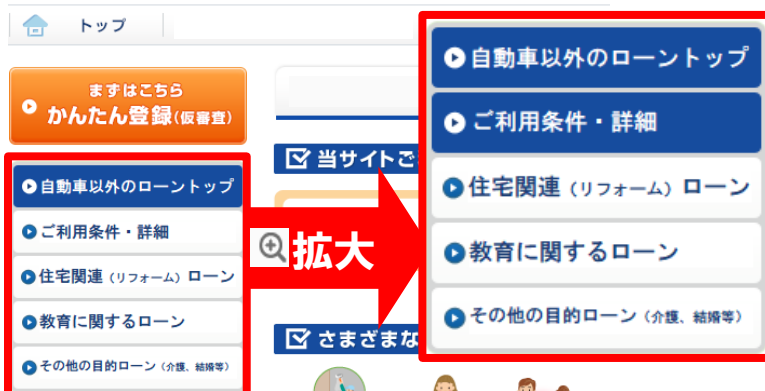 トップ
まずはこちら
かんたん登録(仮審査)
自動車以外のローントップ
ご利用条件・詳細
住宅関連(リフォーム)ローン
教育に関するローン
その他の目的ローン(介護、結婚等)
当サイトご
さまざまな
拡大
自動車以外のローントップ
ご利用条件・詳細
住宅関連(リフォーム)ローン
教育に関するローン
その他の目的ローン(介護、結婚等)